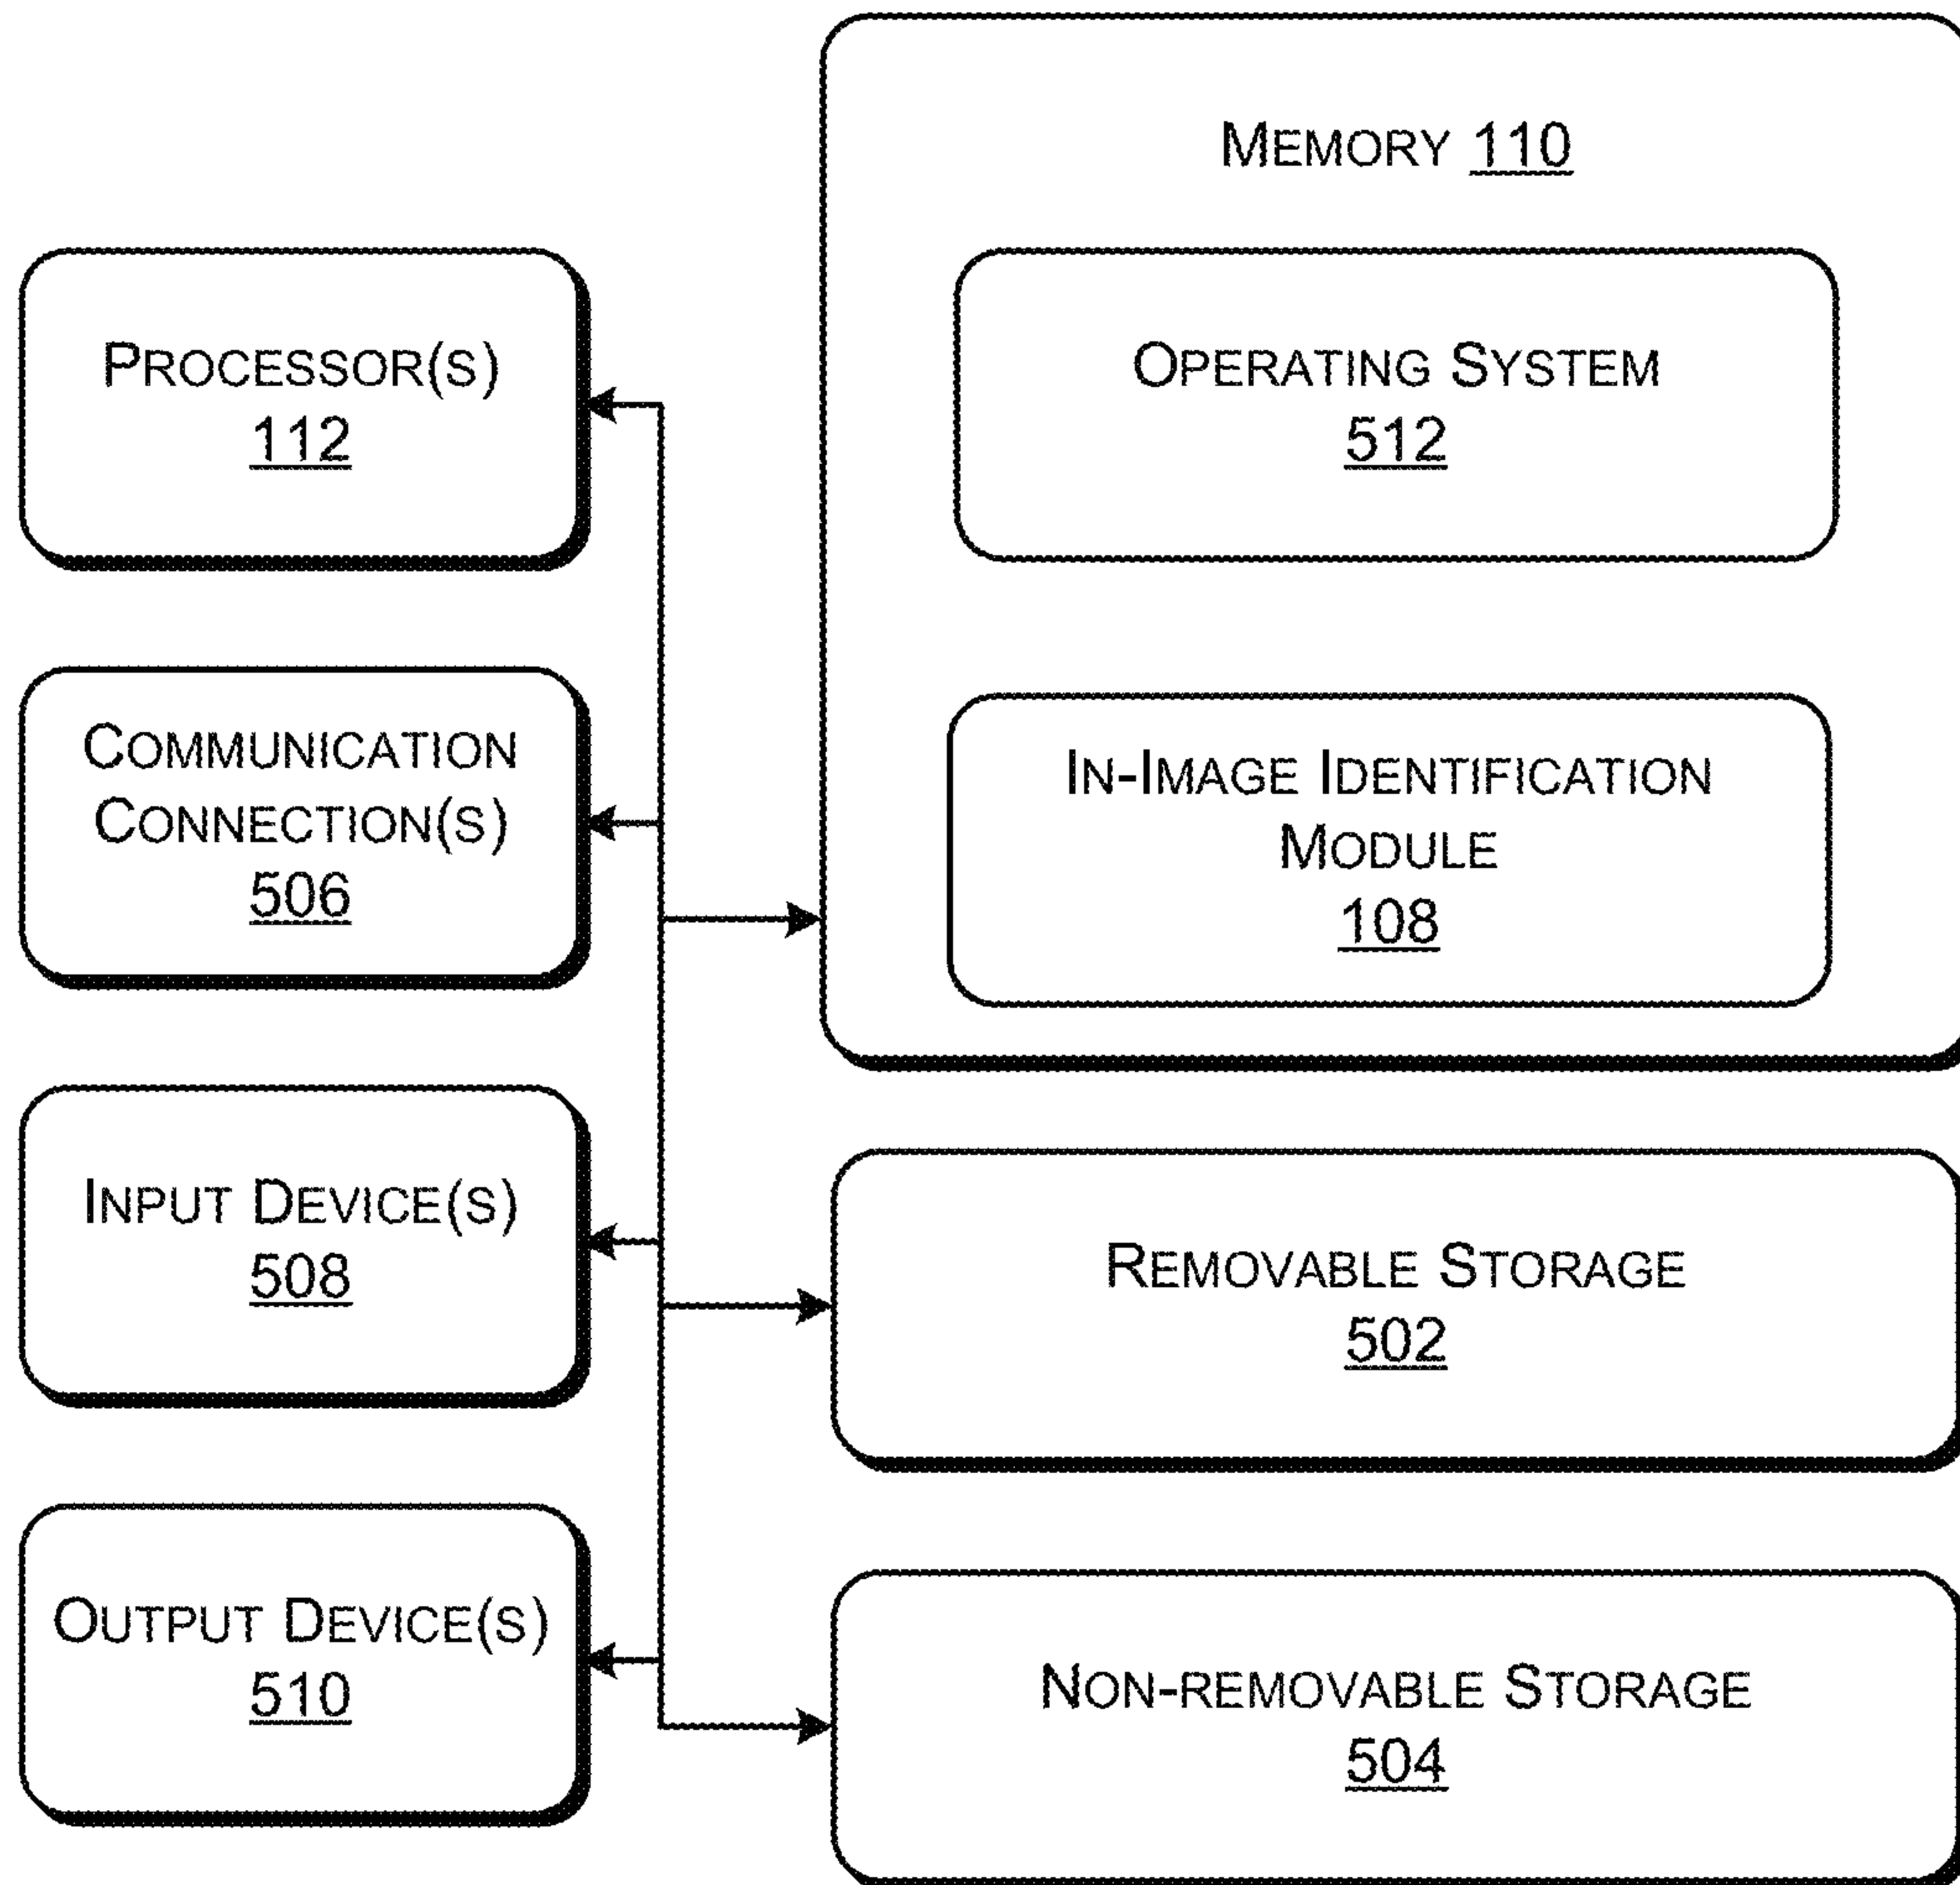 MEMORY 110
OPERATING SYSTEM
512
IN-IMAGE IDENTIFICATION
MODULE
108
PROCESSOR(S)
112
COMMUNICATION
CONNECTION(S)
506
INPUT DEVICE(S)
508
OUTPUT DEVICE(S)
510
REMOVABLE STORAGE
502
NON-REMOVABLE STORAGE
504